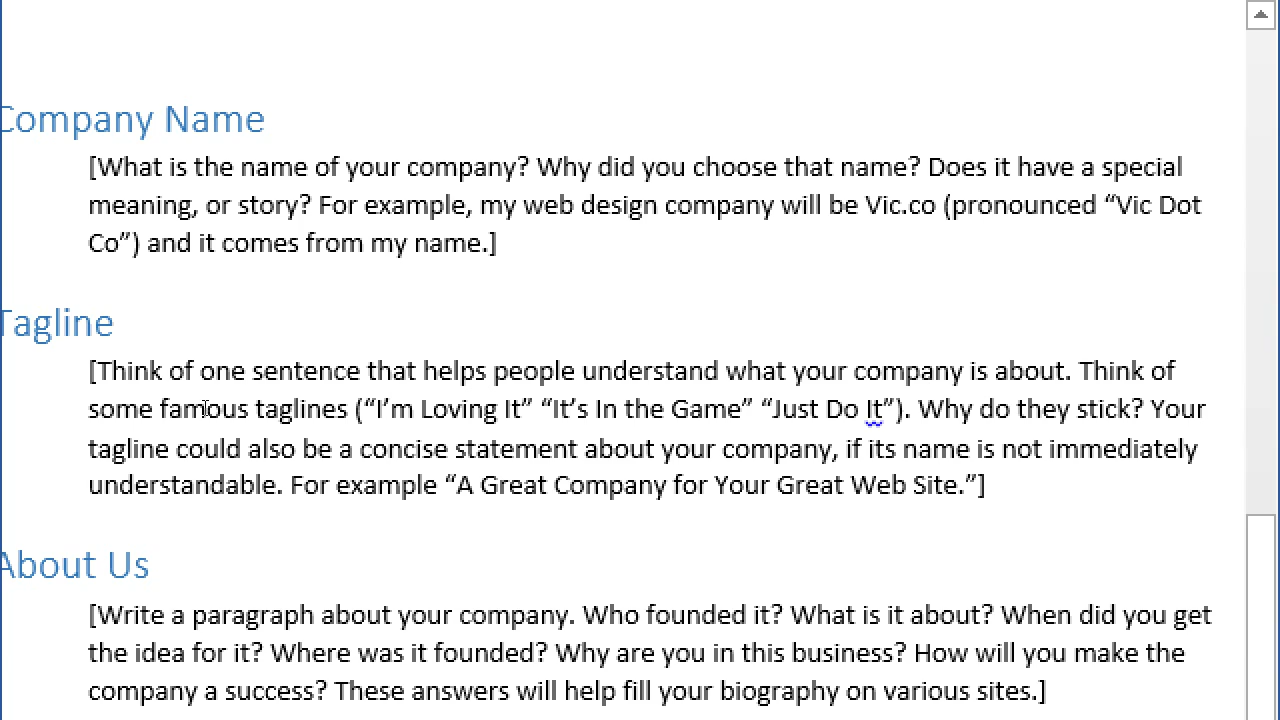 Company Name
[What is the name of your company? Why did you choose that name? Does it have a special
meaning, or story? For example, my web design company will be Vic.co (pronounced “Vic Dot
Co”) and it comes from my name.]
Tagline
[Think of one sentence that helps people understand what your company is about. Think of
some famous taglines (“I’m Loving It” “It’s In the Game” “Just Do It”). Why do they stick? Your
tagline could also be a concise statement about your company, if its name is not immediately
understandable. For example “A Great Company for Your Great Web Site.”]
About Us
[Write a paragraph about your company. Who founded it? What is it about? When did you get
the idea for it? Where was it founded? Why are you in this business? How will you make the
company a success? These answers will help fill your biography on various sites.]